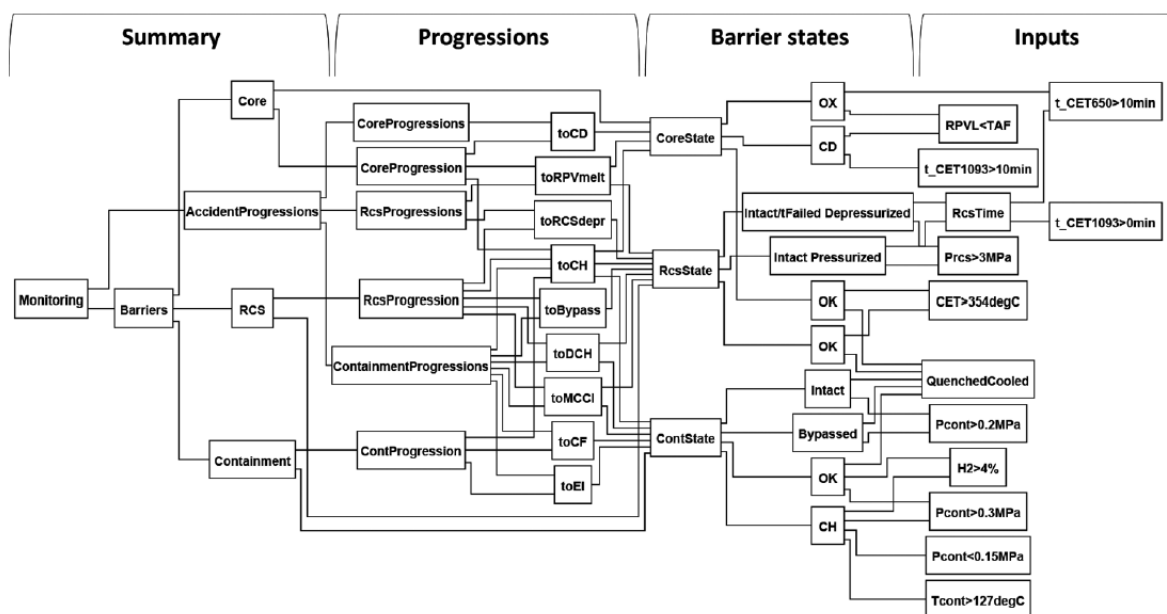 Summary
Progressions
Barrier states
Inputs
Core
OX
t_CET650>10min
CoreProgressions
toCD
CoreState
RPVL<TAF
CD
CoreProgression
toRPVmelt
t_CET1093>10min
AccidentProgressions
RcsProgressions
toRCSdepr
Intact/tFailed Depressurized
RcsTime
t_CET1093>0min
toCH
RcsState
Intact Pressurized
Prcs>3MPa
Monitoring
Barriers
RCS
RcsProgression
toBypass
OK
CET>354degC
OK
toDCH
ContainmentProgressions
Intact
QuenchedCooled
toMCCI
Bypassed
Pcont>0.2MPa
Containment
ContProgression
toCF
ContState
H2>4%
OK
toEI
Pcont>0.3MPa
CH
Pcont<0.15MPa
Tcont>127degC